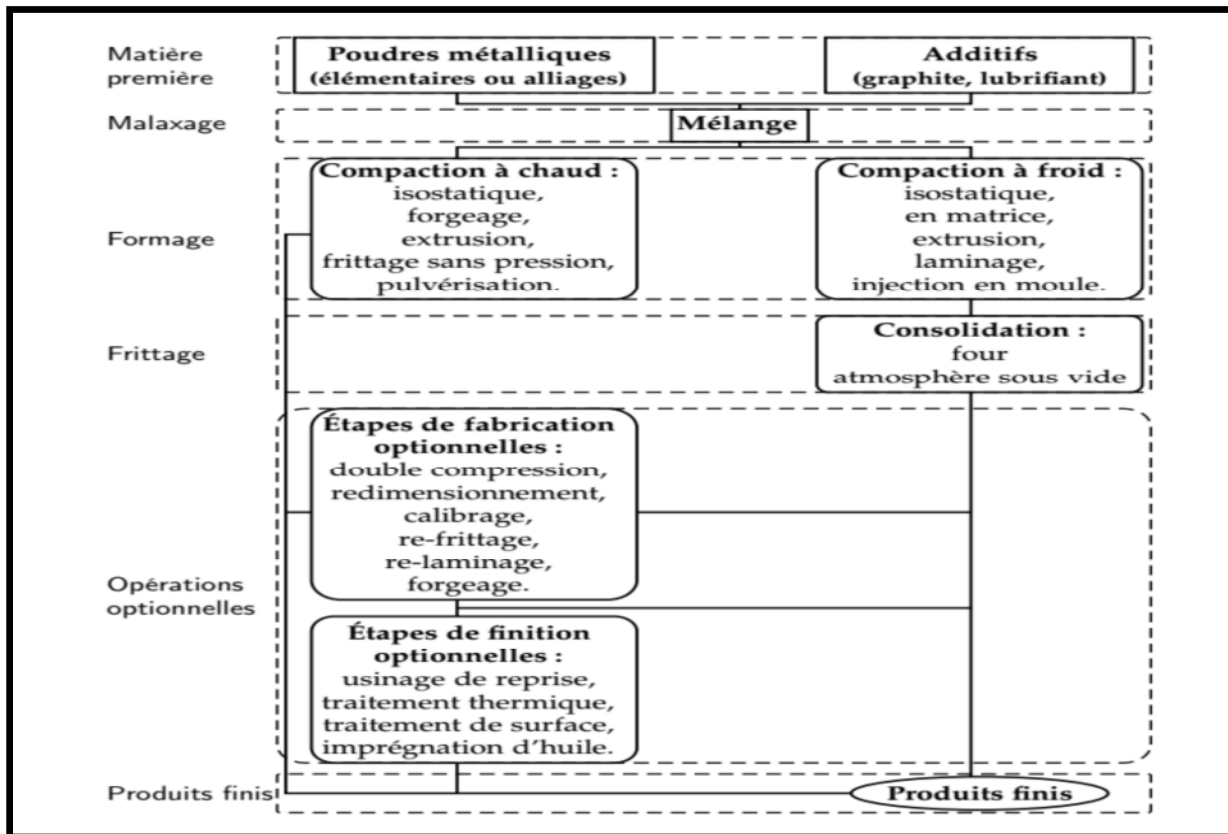 Matière
première
Poudres métalliques
(élémentaires ou alliages)
Additifs
(graphite, lubrifiant)
Malaxage
Mélange
Formage
Compaction à chaud :
isostatique,
forgeage,
extrusion,
frittage sans pression,
pulvérisation.
Compaction à froid :
isostatique,
en matrice,
extrusion,
laminage,
injection en moule.
Frittage
Consolidation :
four
atmosphère sous vide
Opérations
optionnelles
Étapes de fabrication
optionnelles :
double compression,
redimensionnement,
calibrage,
re-frittage,
re-laminage,
forgeage.
Étapes de finition
optionnelles :
usinage de reprise,
traitement thermique,
traitement de surface,
imprégnation d'huile.
Produits finis
Produits finis